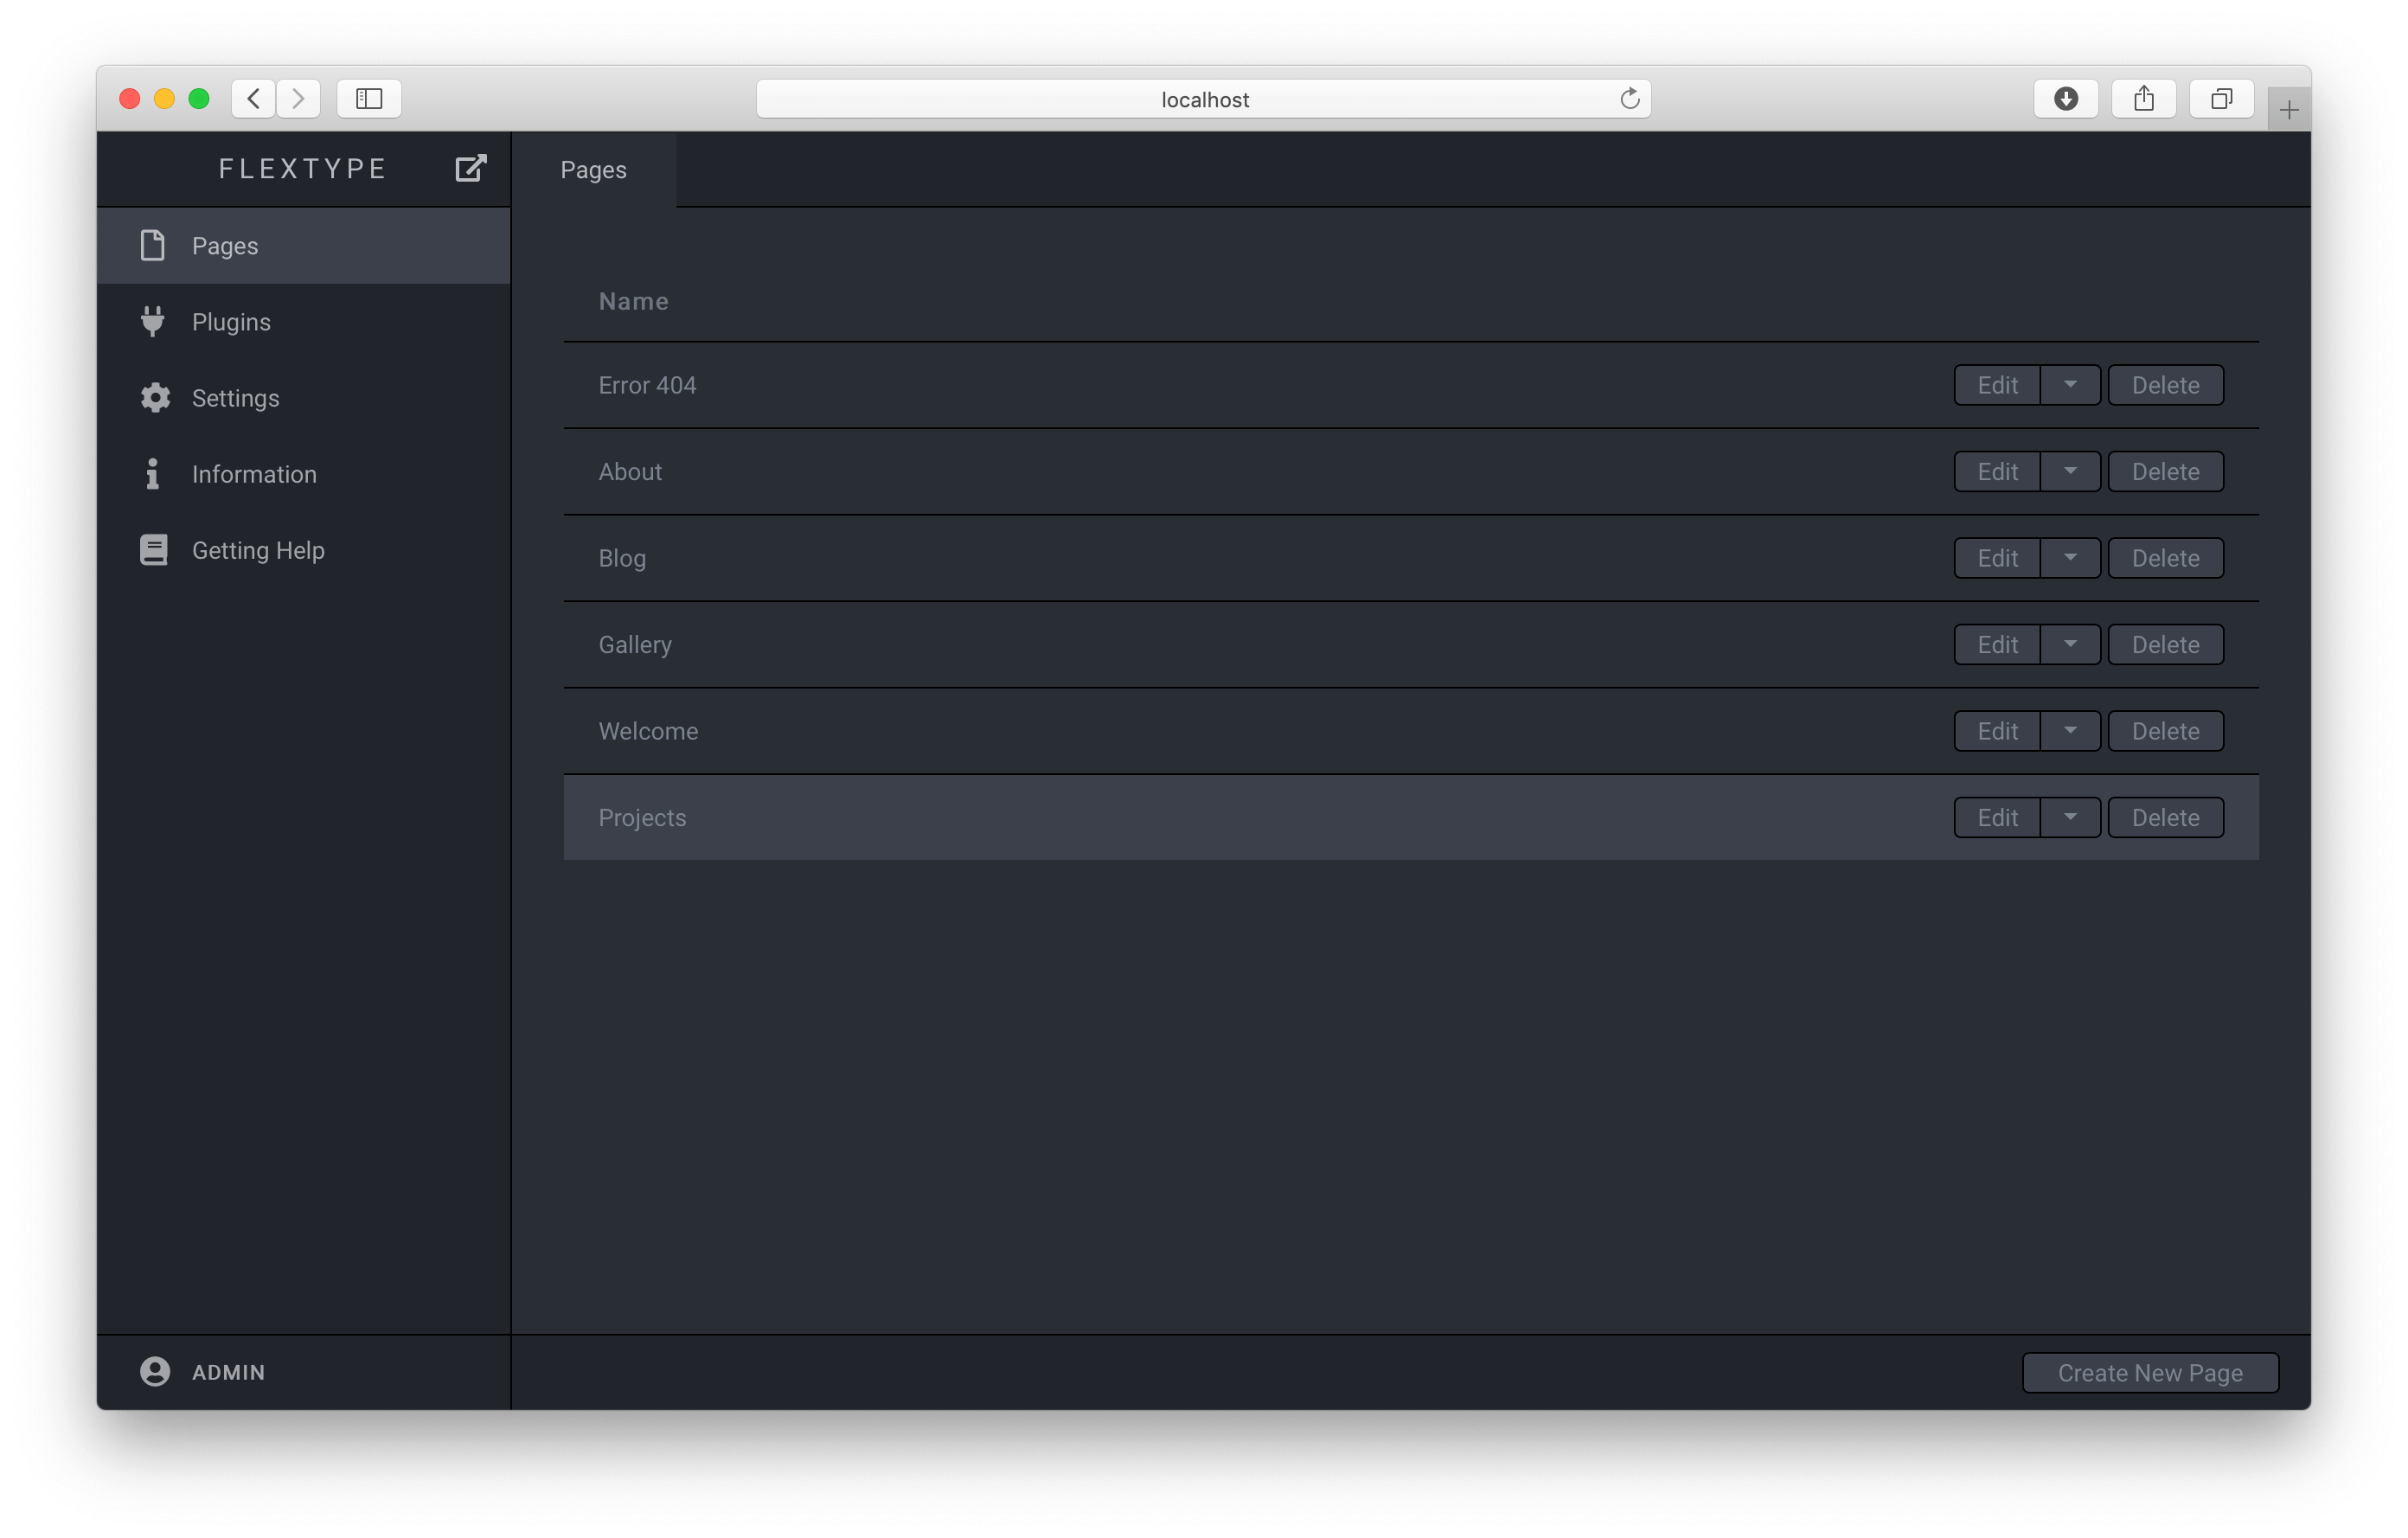 localhost
FLEXTYPE
Pages
Pages
Plugins
Settings
Information
Getting Help
Name
Error 404 Edit Delete
About Edit Delete
Blog Edit Delete
Gallery Edit Delete
Welcome Edit Delete
Projects Edit Delete
ADMIN
Create New Page